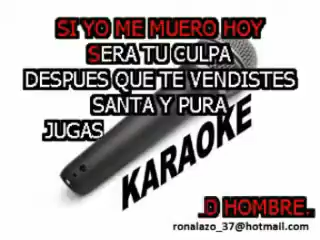 SI YO ME MUERO HOY
SERA TU CULPA
DESPUES QUE TE VENDISTES
SANTA Y PURA
JUGAS
KARAOKE
.D HOMBRE.
ronalazo_37@hotmail.com